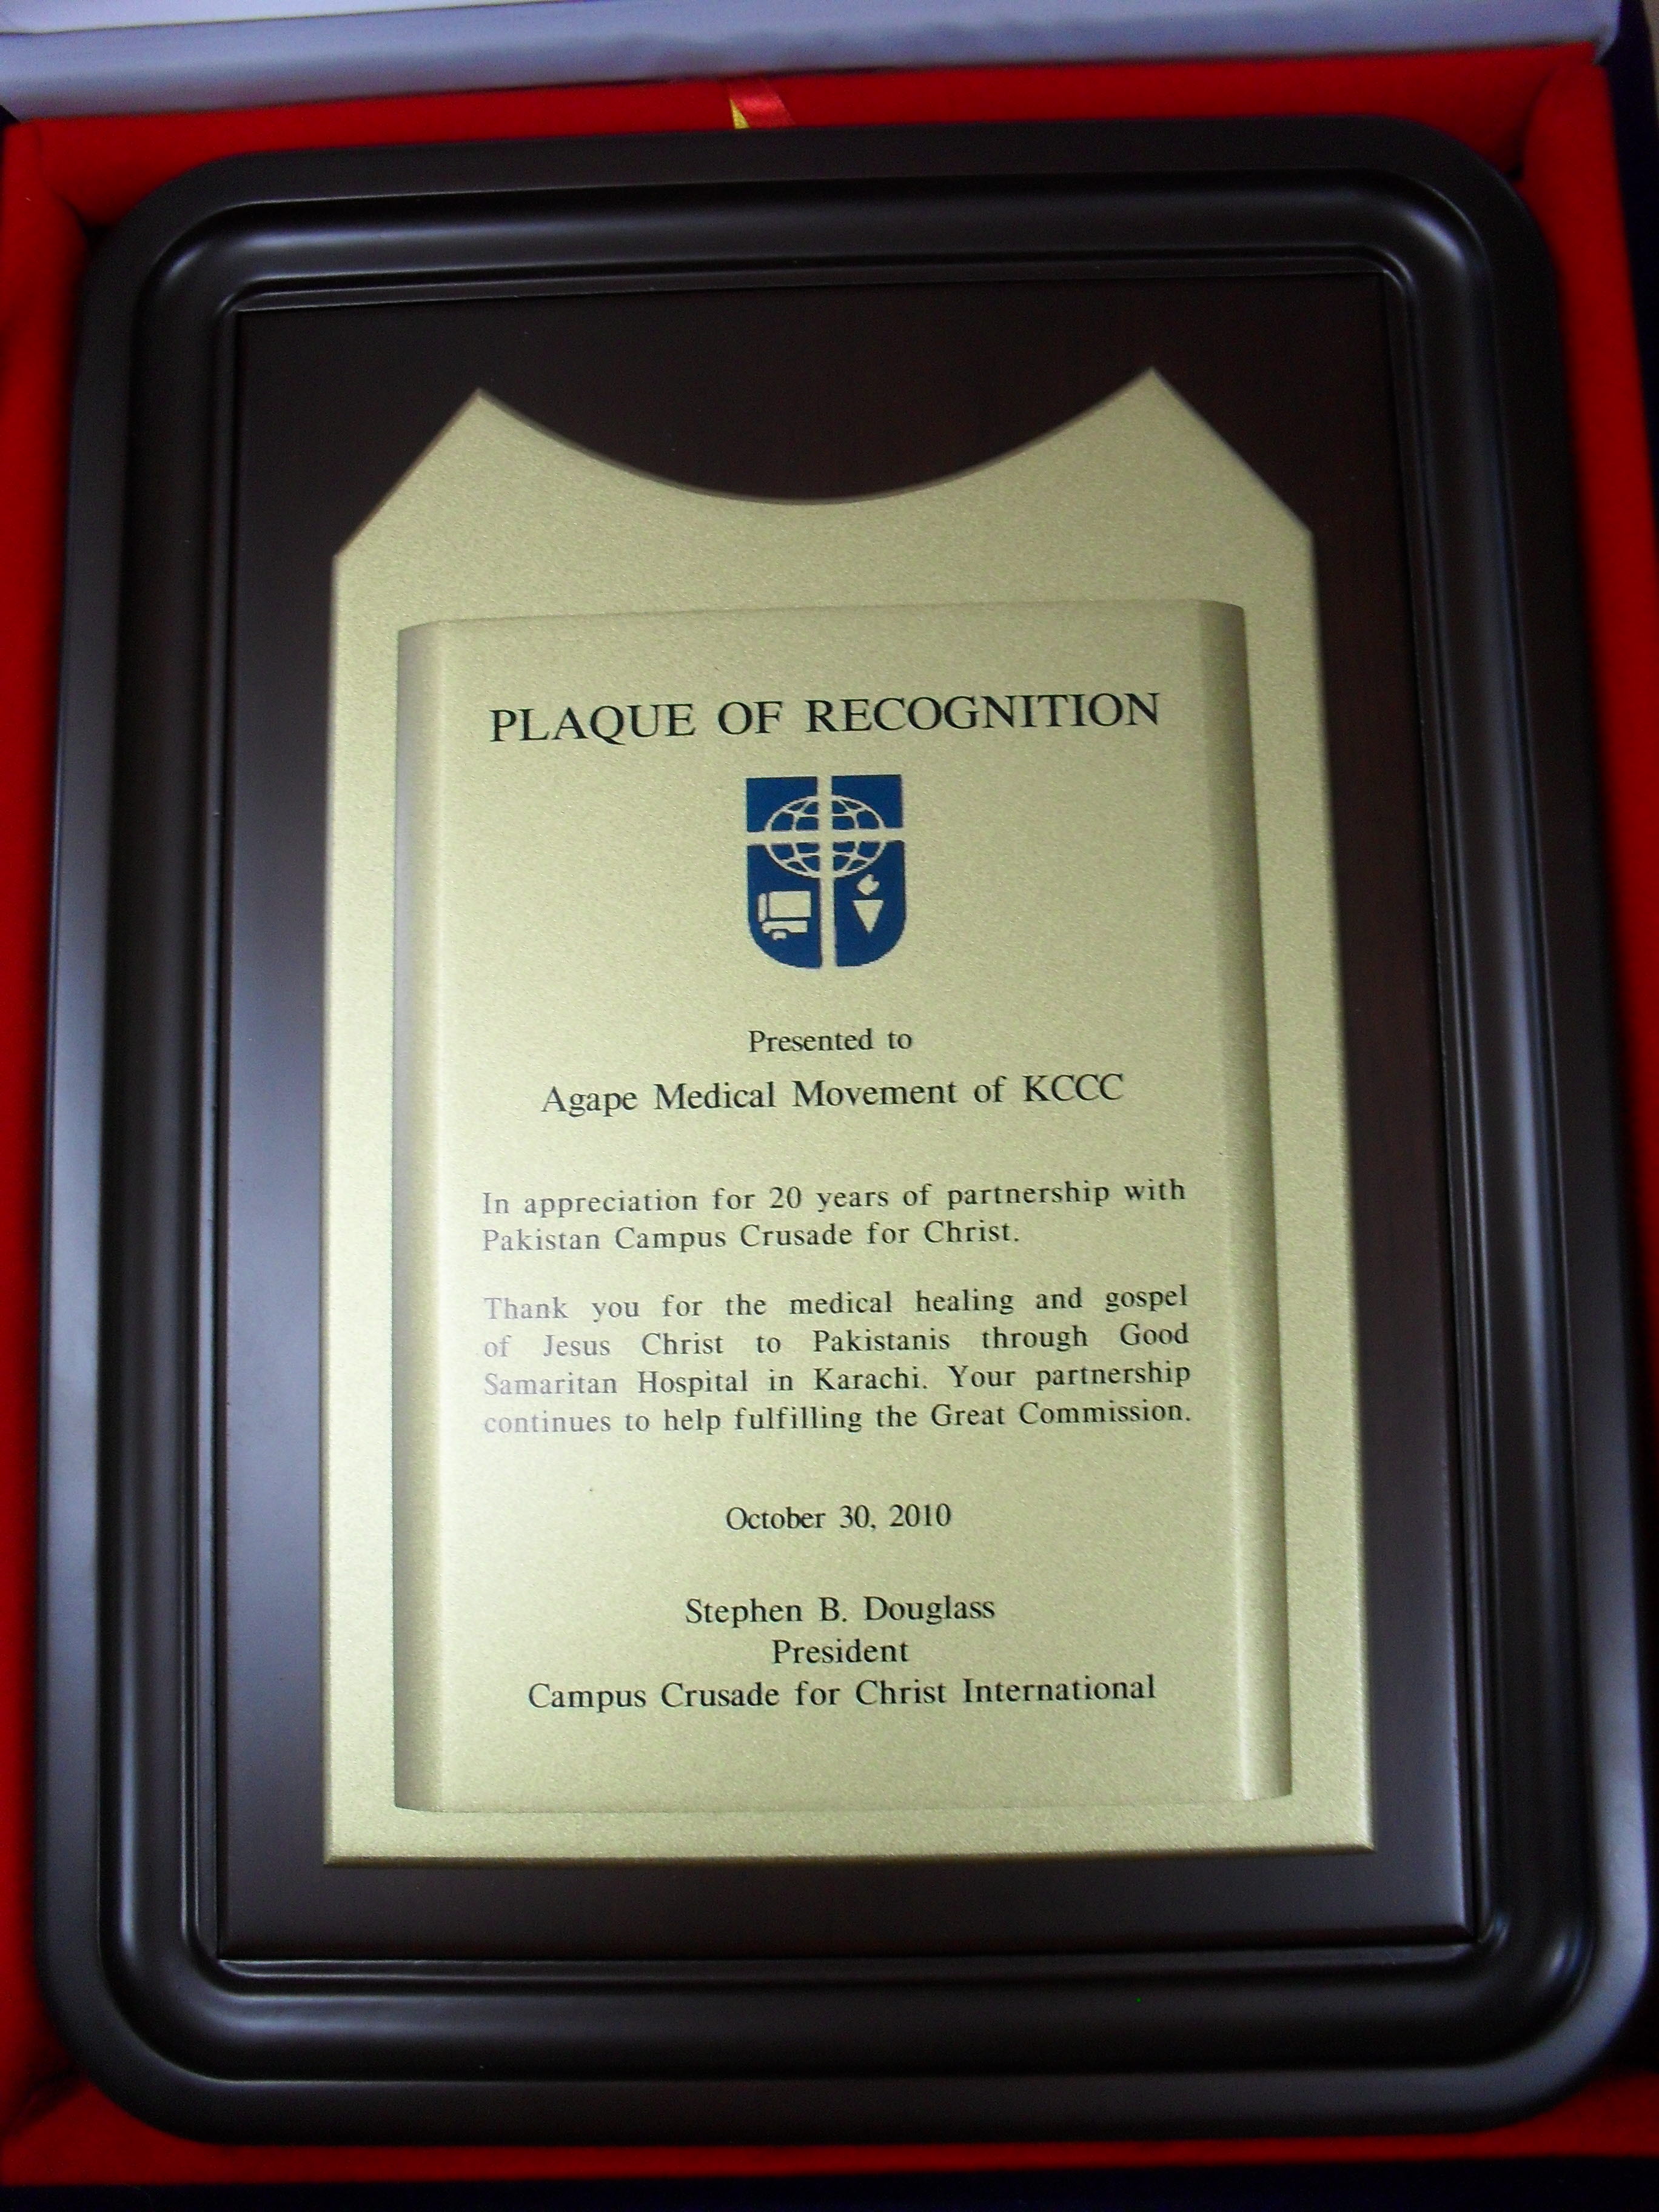 PLAQUE OF RECOGNITION
Presented to
Agape Medical Movement of KCCC
In appreciation for 20 years of partnership with
Pakistan Campus Crusade for Christ.
Thank you for the medical healing and gospel
of Jesus Christ to Pakistanis through Good
Samaritan Hospital in Karachi. Your partnership
continues to help fulfilling the Great Commission.
October 30, 2010
Stephen B. Douglass
President
Campus Crusade for Christ International